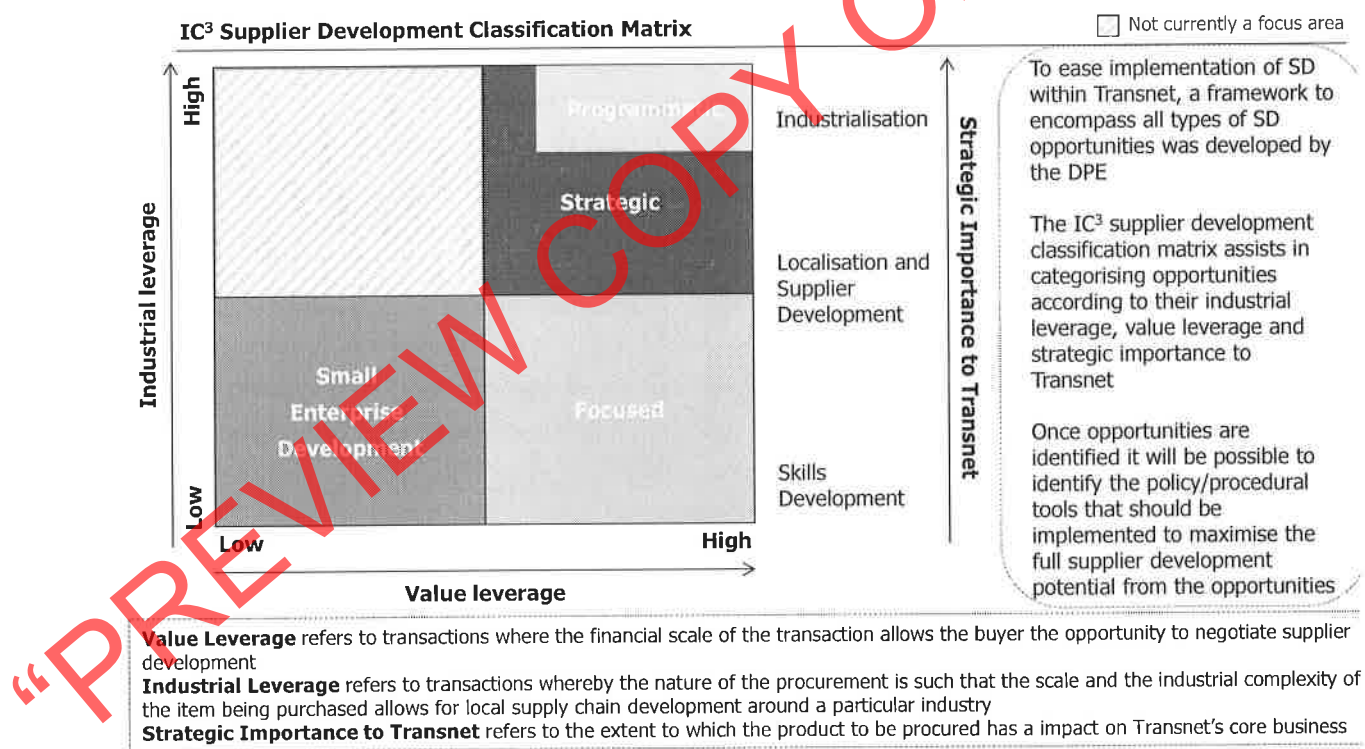 IC³ Supplier Development Classification Matrix
Not currently a focus area
High
Industrial leverage
Low
Programmatic
Strategic
Small
Enterprise
Development
Focused
Low
High
Value leverage
Industrialisation
Localisation and
Supplier
Development
Skills
Development
Strategic Importance to Transnet
To ease implementation of SD
within Transnet, a framework to
encompass all types of SD
opportunities was developed by
the DPE
The IC³ supplier development
classification matrix assists in
categorising opportunities
according to their industrial
leverage, value leverage and
strategic importance to
Transnet
Once opportunities are
identified it will be possible to
identify the policy/procedural
tools that should be
implemented to maximise the
full supplier development
potential from the opportunities
Value Leverage refers to transactions where the financial scale of the transaction allows the buyer the opportunity to negotiate supplier
development
Industrial Leverage refers to transactions whereby the nature of the procurement is such that the scale and the industrial complexity of
the item being purchased allows for local supply chain development around a particular industry
Strategic Importance to Transnet refers to the extent to which the product to be procured has a impact on Transnet's core business
"PREVIEW COPY